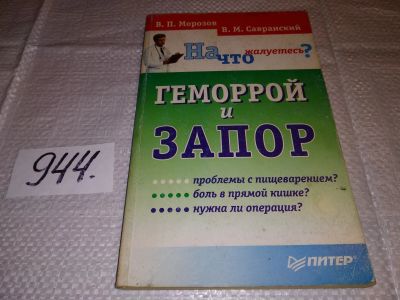 В. П. Морозов
В. М. Савранский
На что жалуетесь?
ГЕМОРРОЙ
и
ЗАПОР
проблемы с пищеварением?
боль в прямой кишке?
нужна ли операция?
ПИТЕР
944.